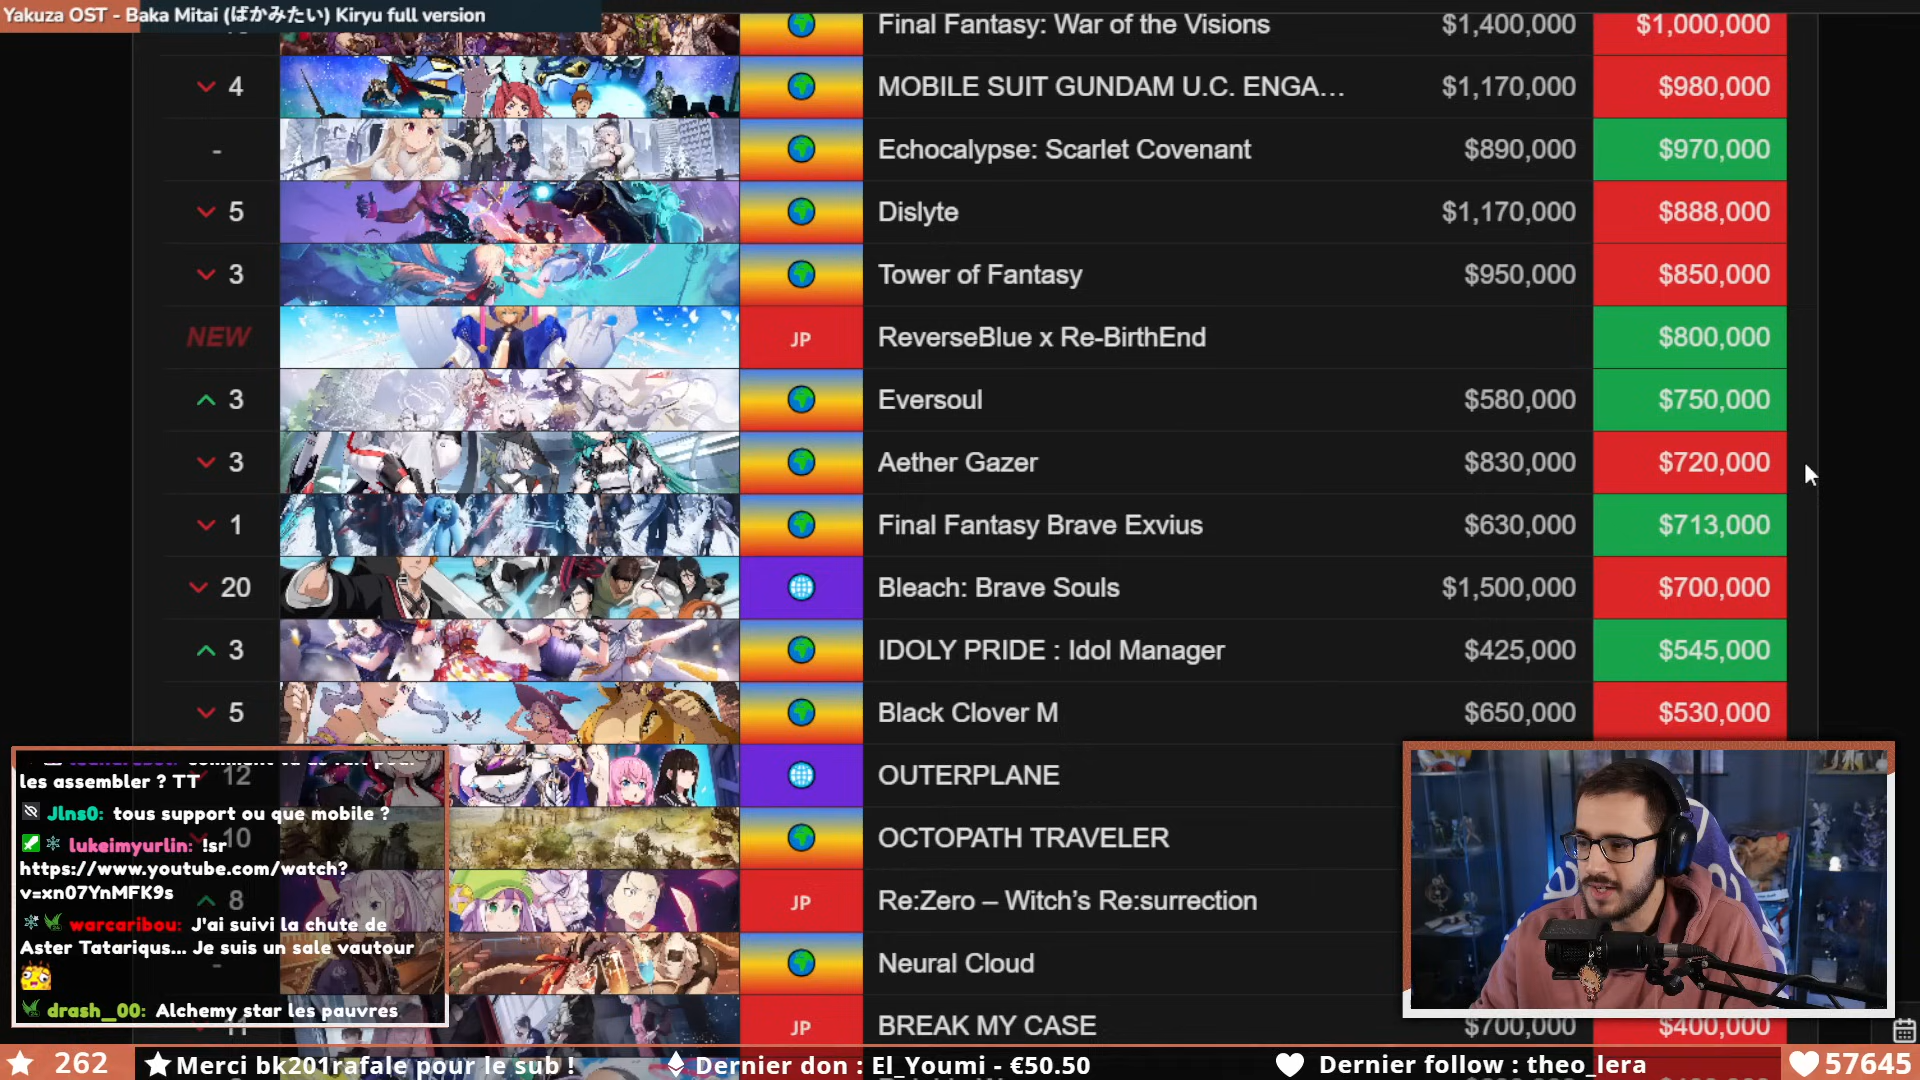 Yakuza OST - Baka Mitai (ばかみたい) Kiryu full version
Final Fantasy: War of the Visions $1,400,000 $1,000,000
4 MOBILE SUIT GUNDAM U.C. ENGA... $1,170,000 $980,000
- Echocalypse: Scarlet Covenant $890,000 $970,000
5 Dislyte $1,170,000 $888,000
3 Tower of Fantasy $950,000 $850,000
NEW JP ReverseBlue x Re-BirthEnd $800,000
3 Eversoul $580,000 $750,000
3 Aether Gazer $830,000 $720,000
1 Final Fantasy Brave Exvius $630,000 $713,000
20 Bleach: Brave Souls $1,500,000 $700,000
3 IDOLY PRIDE : Idol Manager $425,000 $545,000
5 Black Clover M $650,000 $530,000
12 OUTERPLANE
10 OCTOPATH TRAVELER
8 JP Re:Zero – Witch's Re:surrection
- Neural Cloud
11 JP BREAK MY CASE $700,000 $400,000
les assembler ? TT
Jlns0: tous support ou que mobile ?
lukeimyurlin: !sr
https://www.youtube.com/watch?
v=xn07YnMFK9s
warcaribou: J'ai suivi la chute de
Aster Tatariqus... Je suis un sale vautour
drash_00: Alchemy star les pauvres
262 Merci bk201rafale pour le sub ! Dernier don : El_Youmi - €50.50 Dernier follow : theo_lera 57645